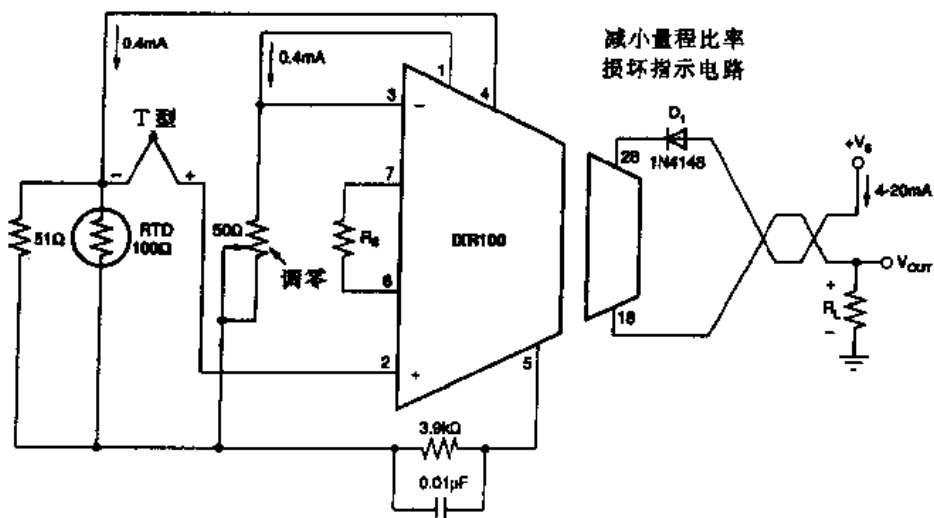 0.4mA
0.4mA
减小量程比率
损坏指示电路
1
4
3
−
T型
−
+
7
28
D₁
1N4148
+Vs
4-20mA
51Ω
RTD
100Ω
50Ω
调零
Rs
6
IXR100
VOUT
+
RL
−
18
2
+
5
3.9kΩ
0.01μF